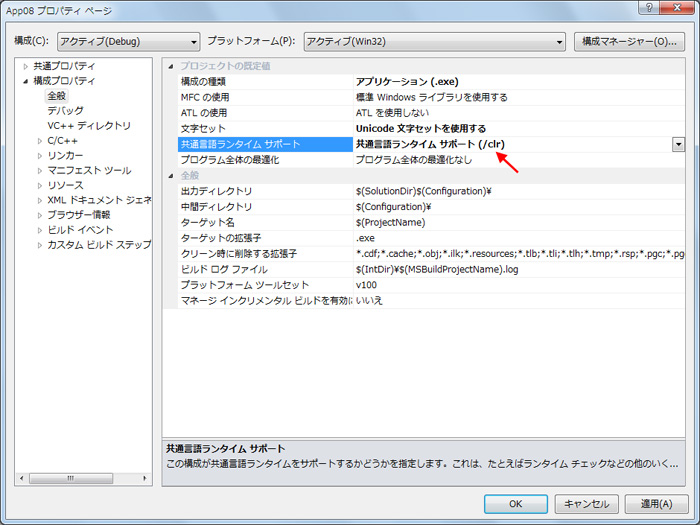 App08 プロパティ ページ
構成(C): アクティブ(Debug) プラットフォーム(P): アクティブ(Win32) 構成マネージャー(O)...
共通プロパティ
構成プロパティ
全般
デバッグ
VC++ ディレクトリ
C/C++
リンカー
マニフェスト ツール
リソース
XML ドキュメント ジェネ
ブラウザー情報
ビルド イベント
カスタム ビルド ステップ
プロジェクトの既定値
構成の種類 アプリケーション (.exe)
MFC の使用 標準 Windows ライブラリを使用する
ATL の使用 ATL を使用しない
文字セット Unicode 文字セットを使用する
共通言語ランタイム サポート 共通言語ランタイム サポート (/clr)
プログラム全体の最適化 プログラム全体の最適化なし
全般
出力ディレクトリ $(SolutionDir)$(Configuration)¥
中間ディレクトリ $(Configuration)¥
ターゲット名 $(ProjectName)
ターゲットの拡張子 .exe
クリーン時に削除する拡張子 *.cdf;*.cache;*.obj;*.ilk;*.resources;*.tlb;*.tli;*.tlh;*.tmp;*.rsp;*.pgc;*.pg
ビルド ログ ファイル $(IntDir)¥$(MSBuildProjectName).log
プラットフォーム ツールセット v100
マネージ インクリメンタル ビルドを有効に いいえ
共通言語ランタイム サポート
この構成が共通言語ランタイムをサポートするかどうかを指定します。これは、たとえばランタイム チェックなどの他のいく...
OK キャンセル 適用(A)